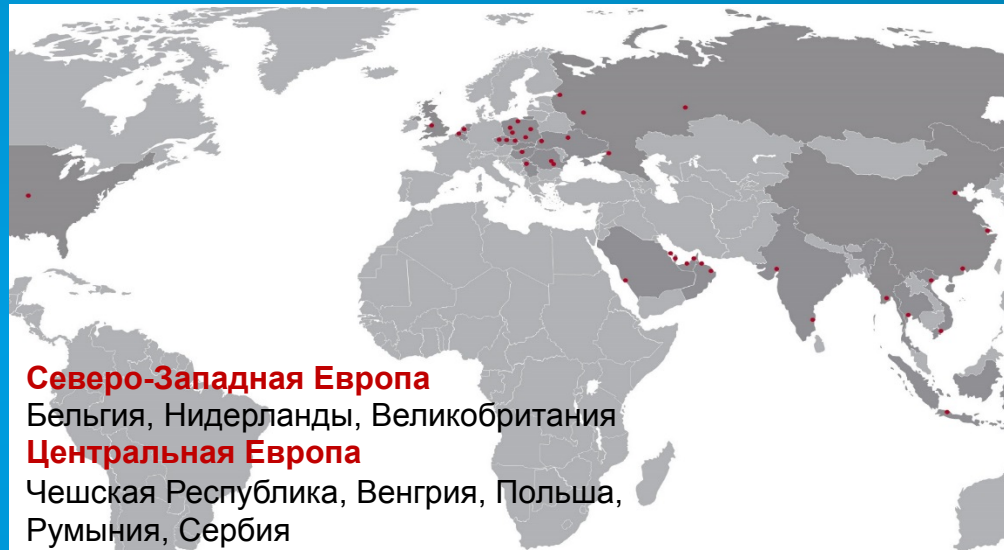 Северо-Западная Европа
Бельгия, Нидерланды, Великобритания
Центральная Европа
Чешская Республика, Венгрия, Польша,
Румыния, Сербия